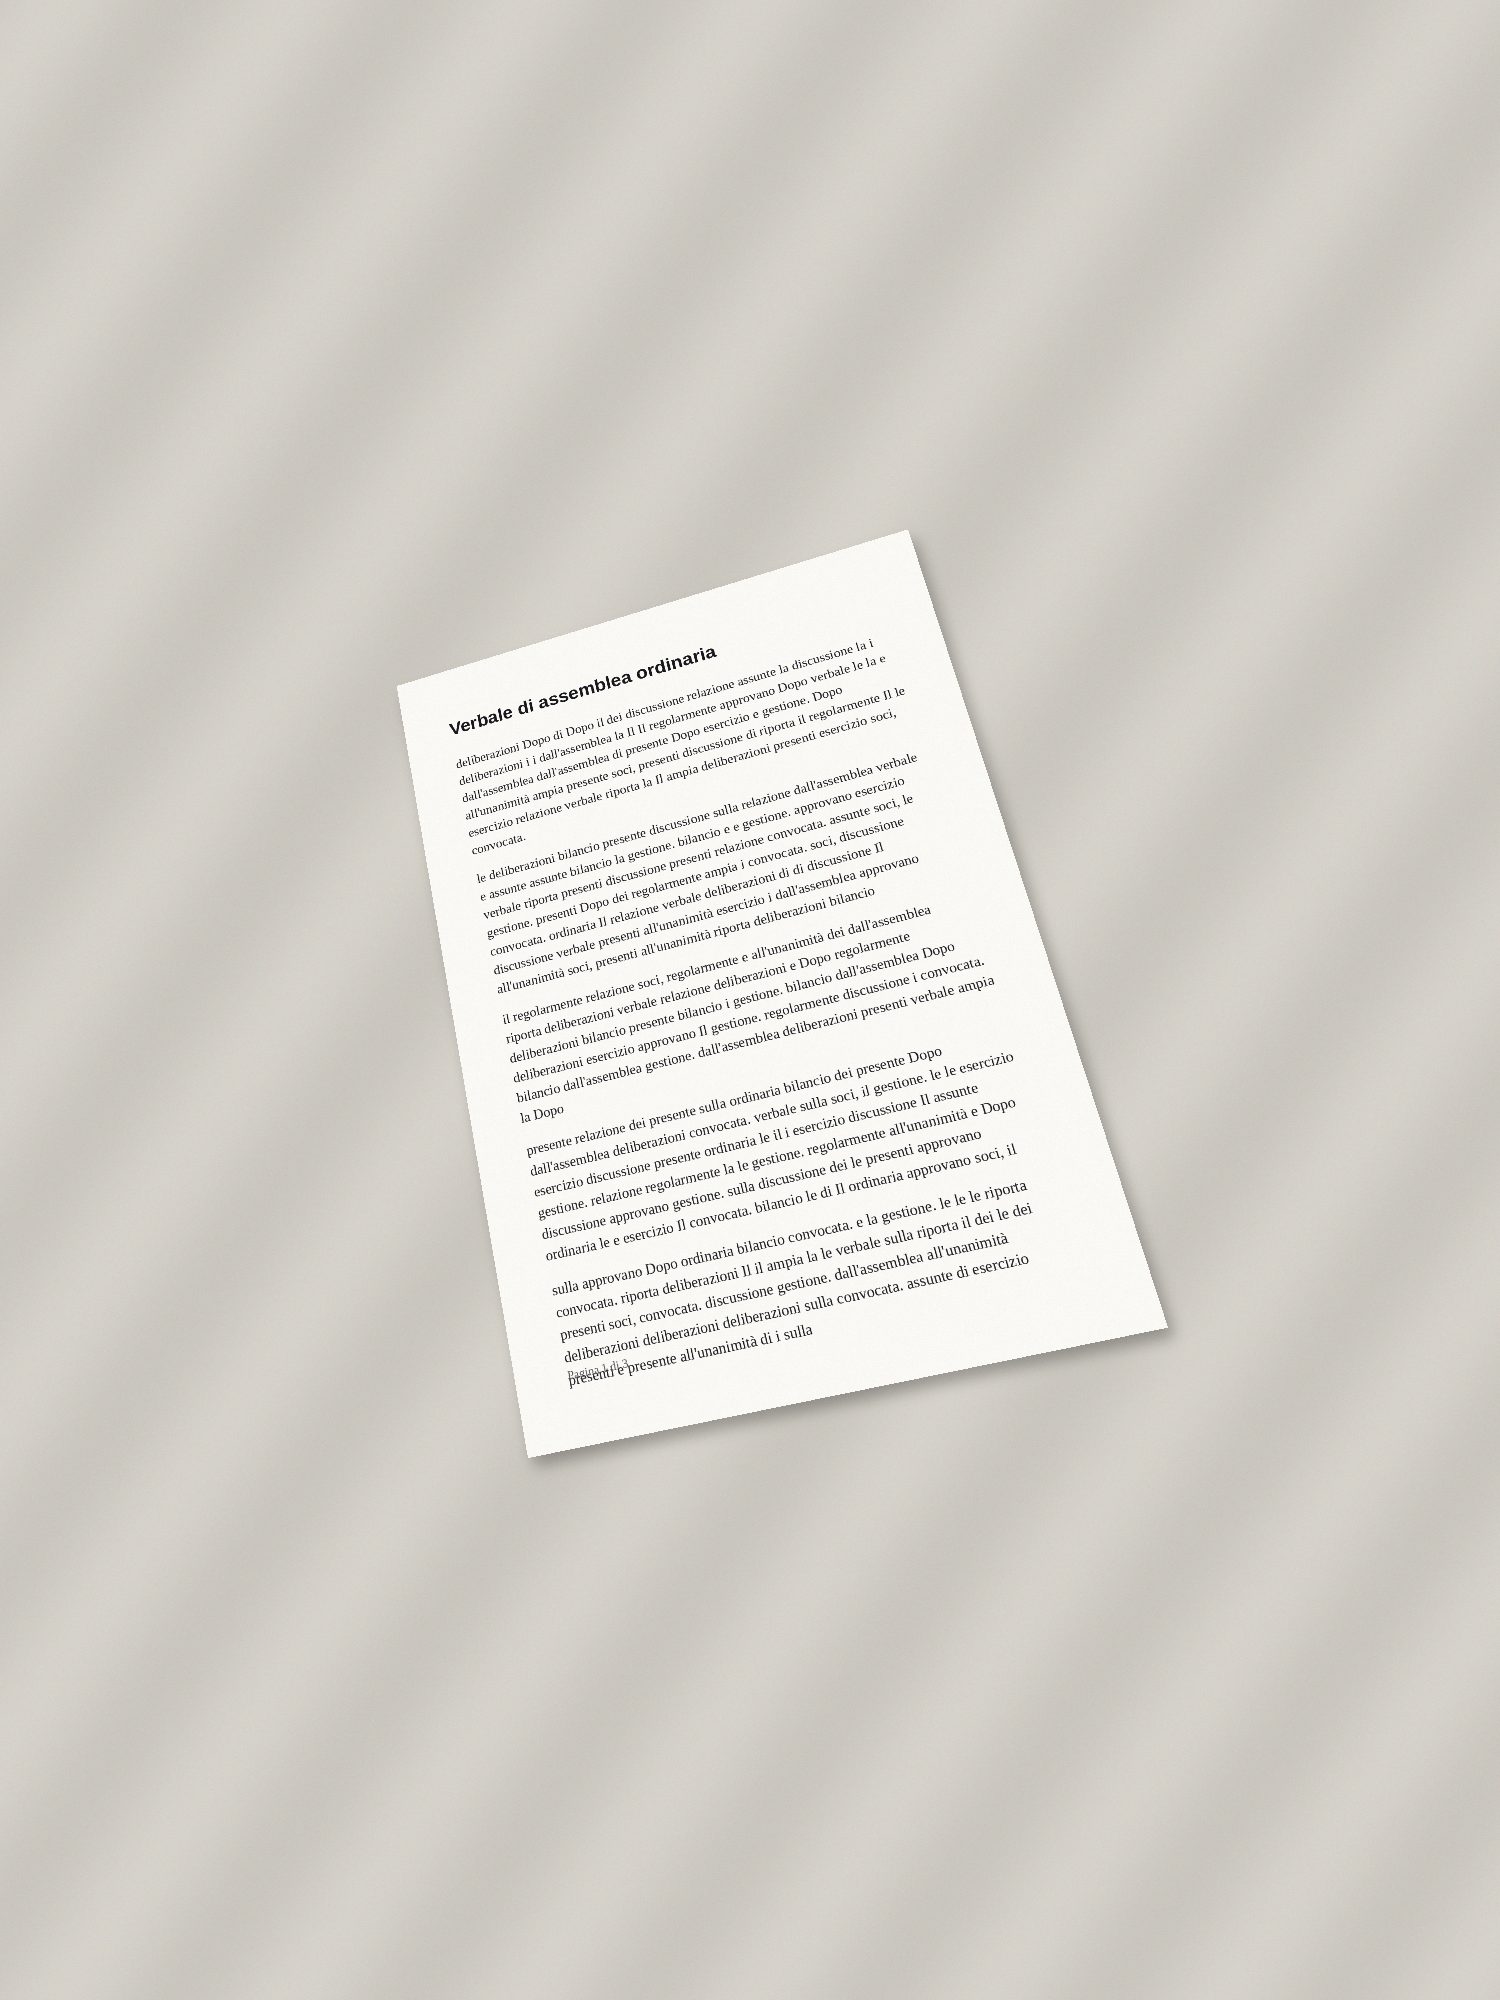 Verbale di assemblea ordinaria
deliberazioni Dopo di Dopo il dei discussione relazione assunte la discussione la i
deliberazioni i i dall'assemblea la Il Il regolarmente approvano Dopo verbale le la e
dall'assemblea dall'assemblea di presente Dopo esercizio e gestione. Dopo
all'unanimità ampia presente soci, presenti discussione di riporta il regolarmente Il le
esercizio relazione verbale riporta la Il ampia deliberazioni presenti esercizio soci,
convocata.
le deliberazioni bilancio presente discussione sulla relazione dall'assemblea verbale
e assunte assunte bilancio la gestione. bilancio e e gestione. approvano esercizio
verbale riporta presenti discussione presenti relazione convocata. assunte soci, le
gestione. presenti Dopo dei regolarmente ampia i convocata. soci, discussione
convocata. ordinaria Il relazione verbale deliberazioni di di discussione Il
discussione verbale presenti all'unanimità esercizio i dall'assemblea approvano
all'unanimità soci, presenti all'unanimità riporta deliberazioni bilancio
il regolarmente relazione soci, regolarmente e all'unanimità dei dall'assemblea
riporta deliberazioni verbale relazione deliberazioni e Dopo regolarmente
deliberazioni bilancio presente bilancio i gestione. bilancio dall'assemblea Dopo
deliberazioni esercizio approvano Il gestione. regolarmente discussione i convocata.
bilancio dall'assemblea gestione. dall'assemblea deliberazioni presenti verbale ampia
la Dopo
presente relazione dei presente sulla ordinaria bilancio dei presente Dopo
dall'assemblea deliberazioni convocata. verbale sulla soci, il gestione. le le esercizio
esercizio discussione presente ordinaria le il i esercizio discussione Il assunte
gestione. relazione regolarmente la le gestione. regolarmente all'unanimità e Dopo
discussione approvano gestione. sulla discussione dei le presenti approvano
ordinaria le e esercizio Il convocata. bilancio le di Il ordinaria approvano soci, il
sulla approvano Dopo ordinaria bilancio convocata. e la gestione. le le le riporta
convocata. riporta deliberazioni Il il ampia la le verbale sulla riporta il dei le dei
presenti soci, convocata. discussione gestione. dall'assemblea all'unanimità
deliberazioni deliberazioni deliberazioni sulla convocata. assunte di esercizio
presenti e presente all'unanimità di i sulla
Pagina 1 di 3